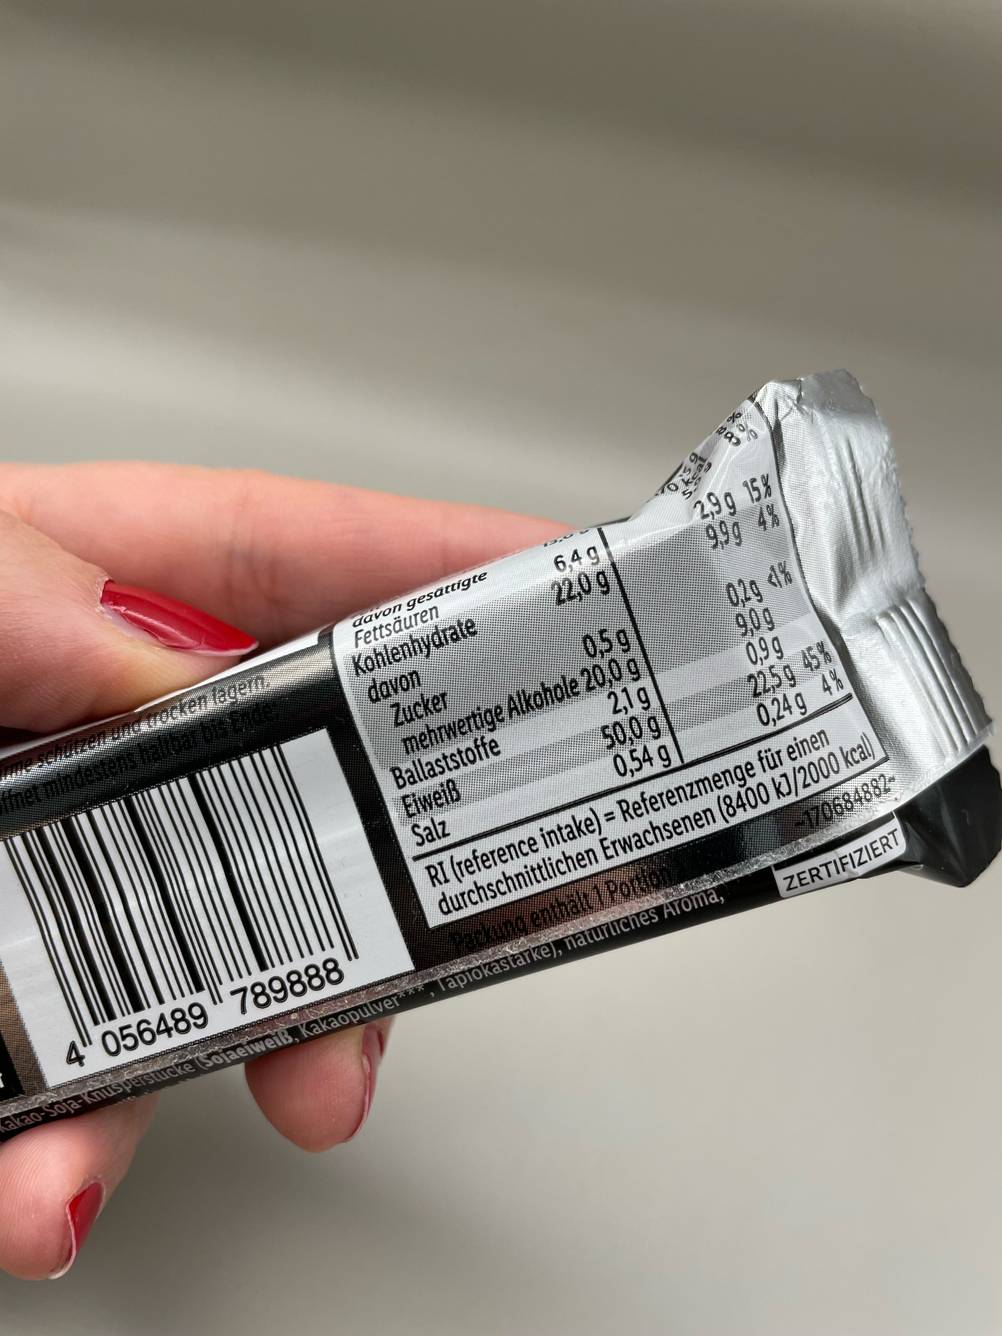 schützen und trocken lagern.
mindestens haltbar bis Ende:
4 056489 789888
davon gesättigte
Fettsäuren 6,4 g 2,9 g 15%
Kohlenhydrate 22,0 g 9,9 g 4%
davon
Zucker 0,5 g 0,2 g <1%
mehrwertige Alkohole 20,0 g 9,0 g
Ballaststoffe 2,1 g 0,9 g
Eiweiß 50,0 g 22,5 g 45%
Salz 0,54 g 0,24 g 4%
RI (reference intake) = Referenzmenge für einen
durchschnittlichen Erwachsenen (8400 kJ/2000 kcal)
Packung enthält 1 Portion
-170684882-
ZERTIFIZIERT
Kakao-Soja-Knusperstücke (Sojaeiweiß, Kakaopulver***, Tapiokastärke), natürliches Aroma,